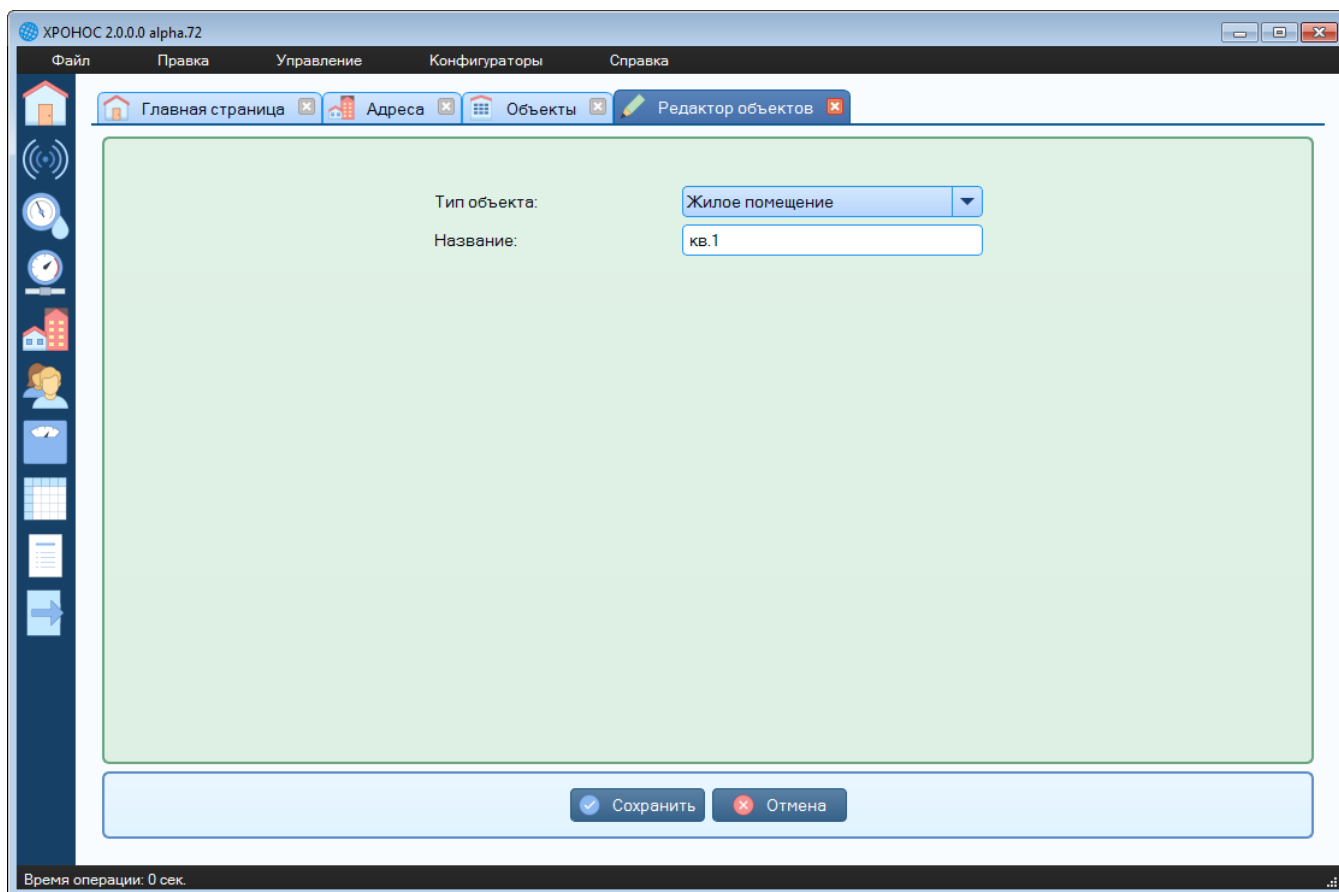 ХРОНОС 2.0.0.0 alpha.72
Файл Правка Управление Конфигураторы Справка
Главная страница Адреса Объекты Редактор объектов
Тип объекта: Жилое помещение
Название: кв.1
Сохранить Отмена
Время операции: 0 сек.